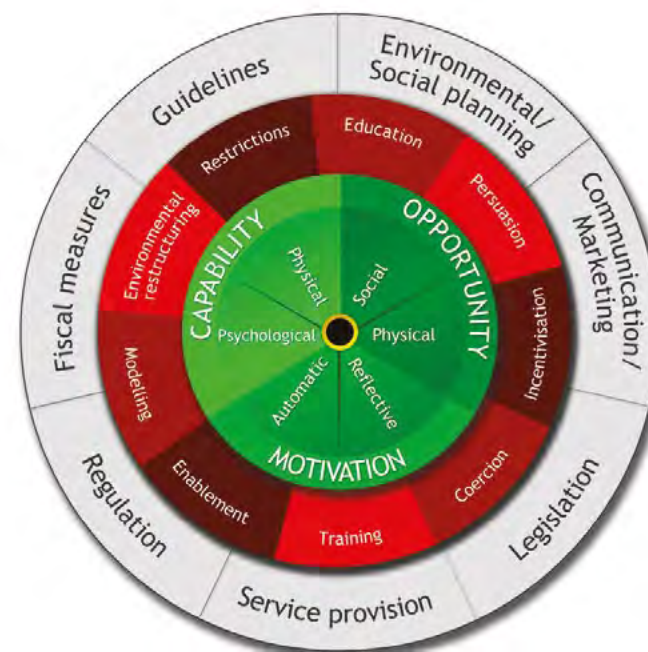 Guidelines
Environmental/
Social planning
Communication/
Marketing
Legislation
Service provision
Regulation
Fiscal measures
Restrictions
Education
Persuasion
Incentivisation
Coercion
Training
Enablement
Modelling
Environmental
restructuring
CAPABILITY
OPPORTUNITY
MOTIVATION
Physical
Social
Psychological
Physical
Automatic
Reflective